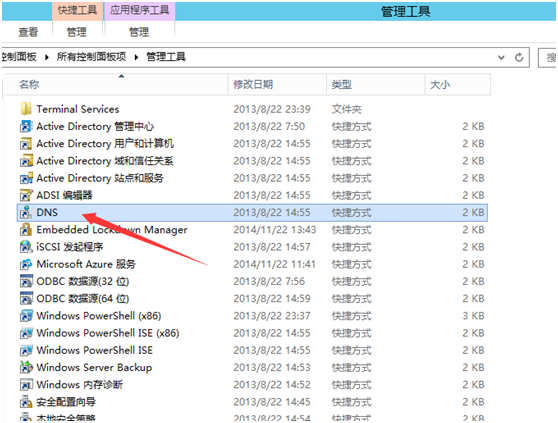 快捷工具 应用程序工具 管理工具
查看 管理 管理
控制面板 ▸ 所有控制面板项 ▸ 管理工具
名称 修改日期 类型 大小
Terminal Services 2013/8/22 23:39 文件夹
Active Directory 管理中心 2013/8/22 7:50 快捷方式 2 KB
Active Directory 用户和计算机 2013/8/22 14:55 快捷方式 2 KB
Active Directory 域和信任关系 2013/8/22 14:55 快捷方式 2 KB
Active Directory 站点和服务 2013/8/22 14:55 快捷方式 2 KB
ADSI 编辑器 2013/8/22 14:55 快捷方式 2 KB
DNS 2013/8/22 14:55 快捷方式 2 KB
Embedded Lockdown Manager 2014/11/22 13:43 快捷方式 2 KB
iSCSI 发起程序 2013/8/22 14:57 快捷方式 2 KB
Microsoft Azure 服务 2014/11/22 11:41 快捷方式 2 KB
ODBC 数据源(32 位) 2013/8/22 7:56 快捷方式 2 KB
ODBC 数据源(64 位) 2013/8/22 14:59 快捷方式 2 KB
Windows PowerShell (x86) 2013/8/22 23:37 快捷方式 3 KB
Windows PowerShell ISE (x86) 2013/8/22 14:55 快捷方式 2 KB
Windows PowerShell ISE 2013/8/22 14:55 快捷方式 2 KB
Windows Server Backup 2013/8/22 14:53 快捷方式 2 KB
Windows 内存诊断 2013/8/22 14:52 快捷方式 2 KB
安全配置向导 2013/8/22 14:45 快捷方式 2 KB
本地安全策略 2013/8/22 14:54 快捷方式 2 KB